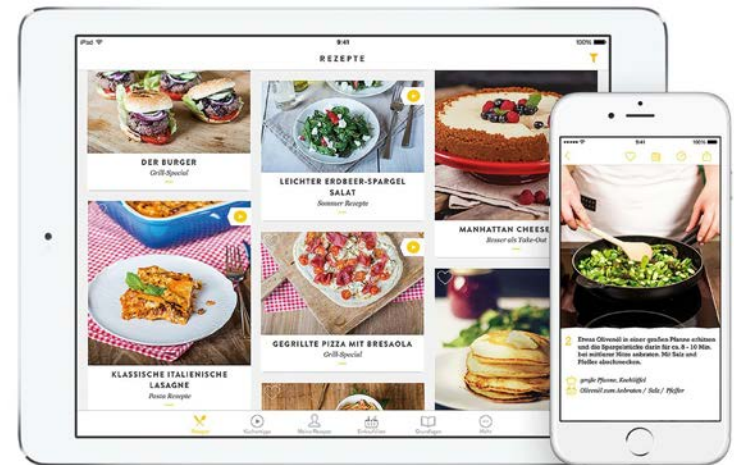 iPad
9:41
100%
REZEPTE
DER BURGER
Grill-Special
LEICHTER ERDBEER-SPARGEL
SALAT
Sommer Rezepte
MANHATTAN CHEESE
Besser als Take-Out
KLASSISCHE ITALIENISCHE
LASAGNE
Pasta Rezepte
GEGRILLTE PIZZA MIT BRESAOLA
Grill-Special
Rezepte
Küchentipps
Meine Rezepte
Einkaufsliste
Grundlagen
Mehr
9:41
100%
2 Etwas Olivenöl in einer großen Pfanne erhitzen
und die Spargelstücke darin für ca. 8 - 10 Min.
bei mittlerer Hitze anbraten. Mit Salz und
Pfeffer abschmecken.
große Pfanne, Kochlöffel
Olivenöl zum Anbraten / Salz / Pfeffer